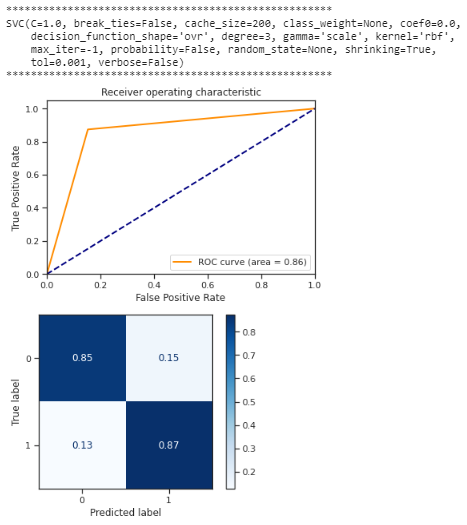 *****************************************************
SVC(C=1.0, break_ties=False, cache_size=200, class_weight=None, coef0=0.0,
    decision_function_shape='ovr', degree=3, gamma='scale', kernel='rbf',
    max_iter=-1, probability=False, random_state=None, shrinking=True,
    tol=0.001, verbose=False)
*****************************************************
Receiver operating characteristic
True Positive Rate
1.0
0.8
0.6
0.4
0.2
0.0
ROC curve (area = 0.86)
0.0 0.2 0.4 0.6 0.8 1.0
False Positive Rate
True label
0
1
0.85 0.15
0.13 0.87
0 1
Predicted label
0.8
0.7
0.6
0.5
0.4
0.3
0.2